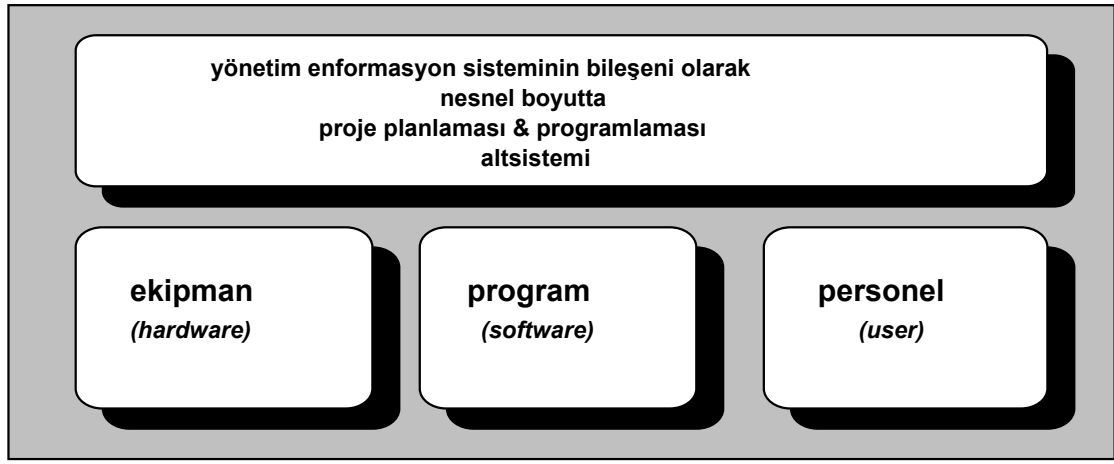 yönetim enformasyon sisteminin bileşeni olarak
nesnel boyutta
proje planlaması & programlaması
altsistemi
ekipman
(hardware)
program
(software)
personel
(user)